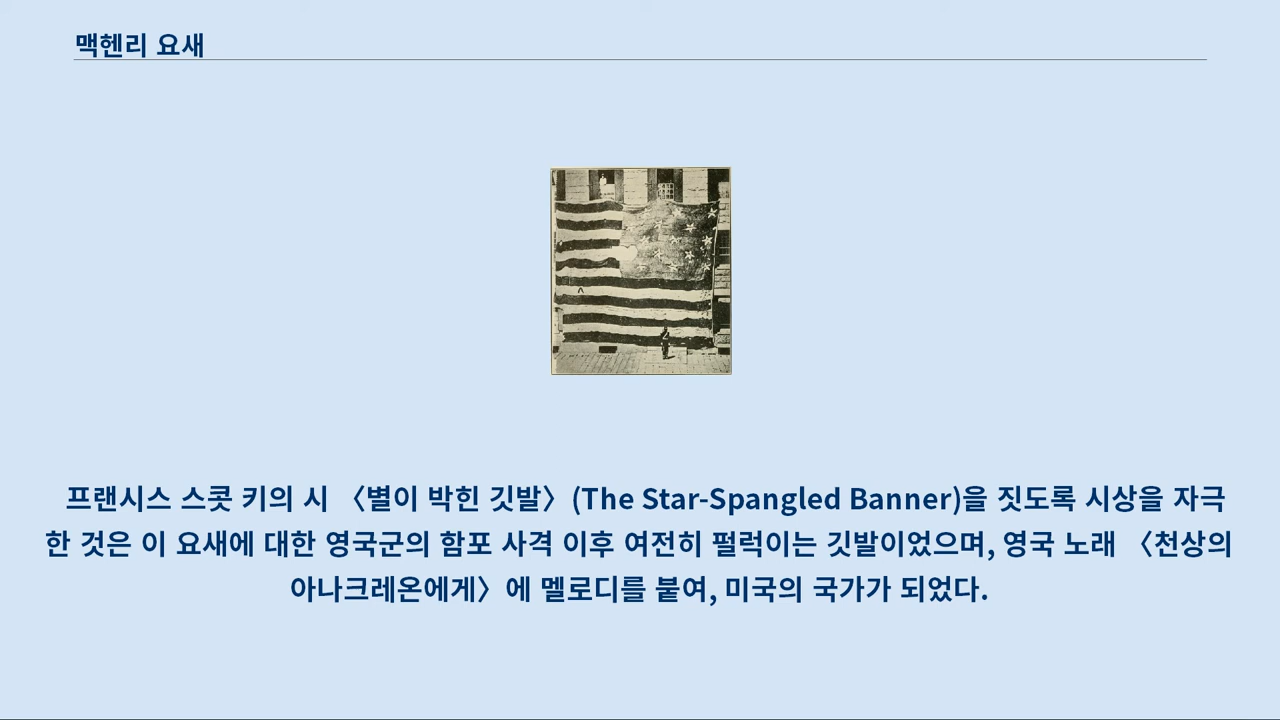 맥헨리 요새
프랜시스 스콧 키의 시 〈별이 박힌 깃발〉(The Star-Spangled Banner)을 짓도록 시상을 자극
한 것은 이 요새에 대한 영국군의 함포 사격 이후 여전히 펄럭이는 깃발이었으며, 영국 노래 〈천상의
아나크레온에게〉에 멜로디를 붙여, 미국의 국가가 되었다.